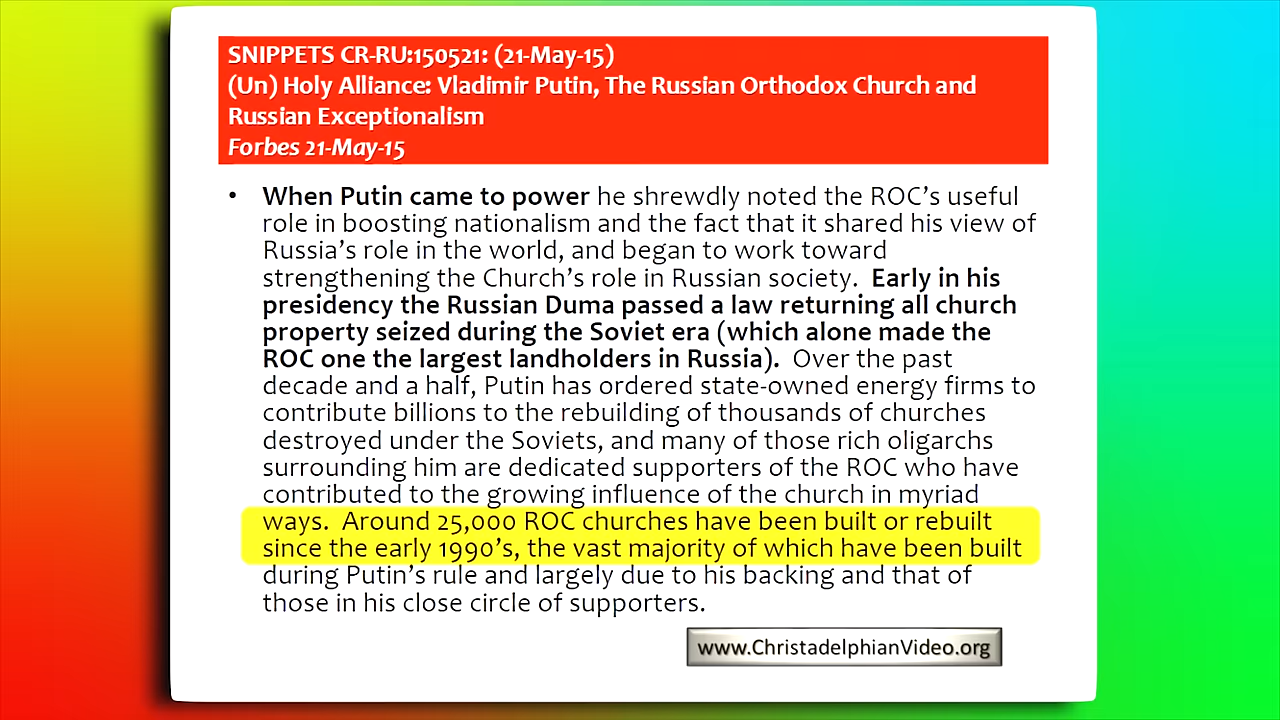 SNIPPETS CR-RU:150521: (21-May-15)
(Un) Holy Alliance: Vladimir Putin, The Russian Orthodox Church and
Russian Exceptionalism
Forbes 21-May-15
• When Putin came to power he shrewdly noted the ROC's useful
role in boosting nationalism and the fact that it shared his view of
Russia's role in the world, and began to work toward
strengthening the Church's role in Russian society. Early in his
presidency the Russian Duma passed a law returning all church
property seized during the Soviet era (which alone made the
ROC one the largest landholders in Russia). Over the past
decade and a half, Putin has ordered state-owned energy firms to
contribute billions to the rebuilding of thousands of churches
destroyed under the Soviets, and many of those rich oligarchs
surrounding him are dedicated supporters of the ROC who have
contributed to the growing influence of the church in myriad
ways. Around 25,000 ROC churches have been built or rebuilt
since the early 1990's, the vast majority of which have been built
during Putin's rule and largely due to his backing and that of
those in his close circle of supporters.
www.ChristadelphianVideo.org